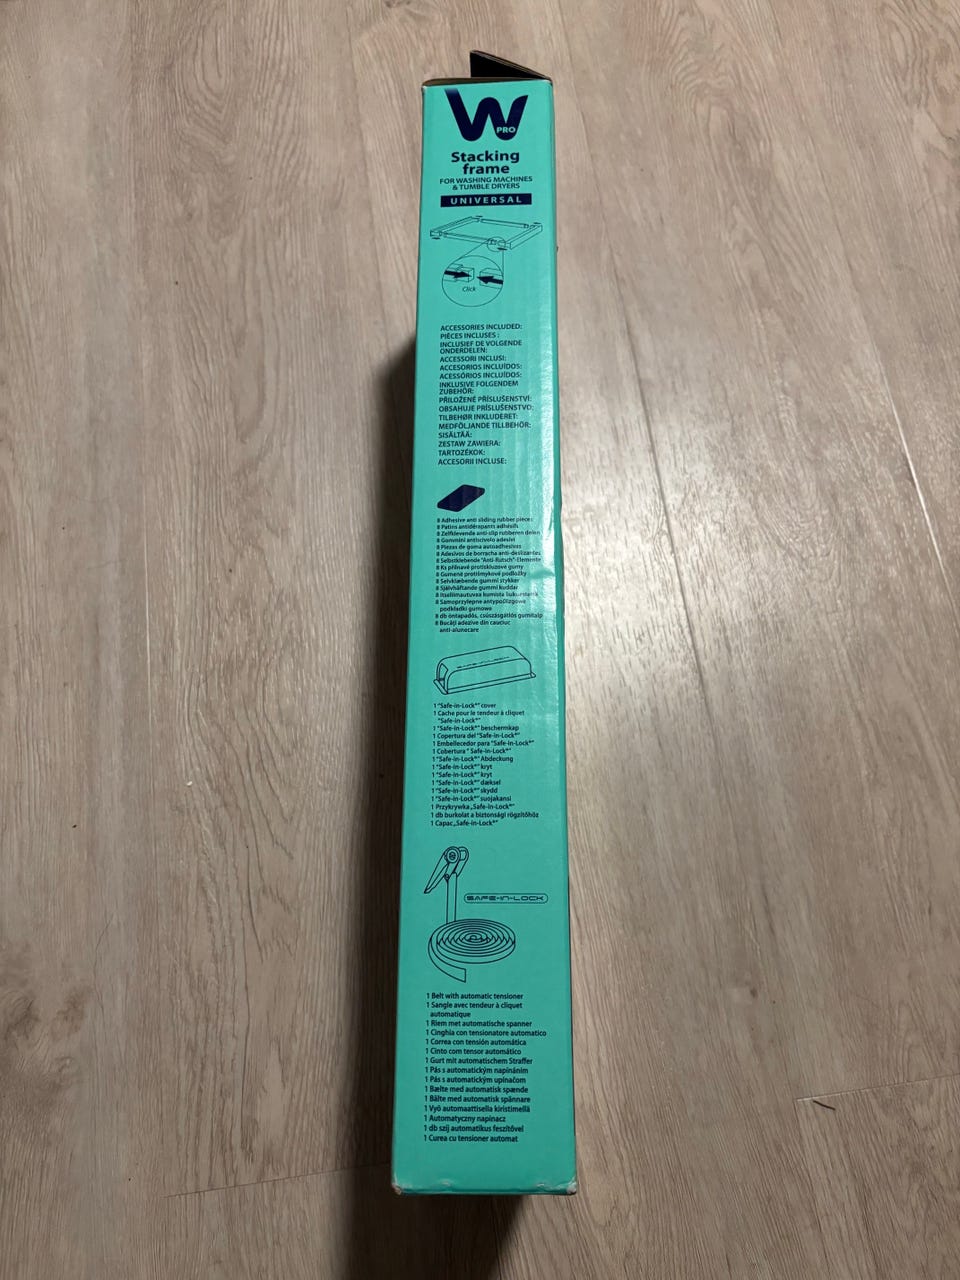 W
PRO
Stacking
frame
FOR WASHING MACHINES
& TUMBLE DRYERS
UNIVERSAL
Click
ACCESSORIES INCLUDED:
PIÈCES INCLUSES :
INCLUSIEF DE VOLGENDE
ONDERDELEN:
ACCESSORI INCLUSI:
ACCESORIOS INCLUÍDOS:
ACESSÓRIOS INCLUÍDOS:
INKLUSIVE FOLGENDEM
ZUBEHÖR:
PŘILOŽENÉ PŘÍSLUŠENSTVÍ:
OBSAHUJE PRÍSLUŠENSTVO:
TILBEHØR INKLUDERET:
MEDFÖLJANDE TILLBEHÖR:
SISÄLTÄÄ:
ZESTAW ZAWIERA:
TARTOZÉKOK:
ACCESORII INCLUSE:
8 Adhesive anti sliding rubber pieces
8 Patins antidérapants adhésifs
8 Zelfklevende anti-slip rubberen delen
8 Gommini antiscivolo adesivi
8 Piezas de goma autoadhesivas
8 Adesivos de borracha anti-deslizantes
8 Selbstklebende "Anti-Rutsch"-Elemente
8 Ks přilnavé protiskluzové gumy
8 Gumené protišmykové podložky
8 Selvklæbende gummi stykker
8 Självhäftande gummi kuddar
8 Itseliimautuvaa kumista liukuestettä
8 Samoprzylepne antypoślizgowe
podkładki gumowe
8 db öntapadós, csúszásgátlós gumitalp
8 Bucăţi adezive din cauciuc
anti-alunecare
SAFE-IN-LOCK
1 "Safe-in-Lock®" cover
1 Cache pour le tendeur à cliquet
"Safe-in-Lock®"
1 "Safe-in-Lock®" beschermkap
1 Copertura del "Safe-in-Lock®"
1 Embellecedor para "Safe-in-Lock®"
1 Cobertura " Safe-in-Lock®"
1 "Safe-in-Lock®" Abdeckung
1 "Safe-in-Lock®" kryt
1 "Safe-in-Lock®" kryt
1 "Safe-in-Lock®" dæksel
1 "Safe-in-Lock®" skydd
1 "Safe-in-Lock®" suojakansi
1 Przykrywka „Safe-in-Lock®"
1 db burkolat a biztonsági rögzítőhöz
1 Capac „Safe-in-Lock®"
SAFE-IN-LOCK
1 Belt with automatic tensioner
1 Sangle avec tendeur à cliquet
automatique
1 Riem met automatische spanner
1 Cinghia con tensionatore automatico
1 Correa con tensión automática
1 Cinto com tensor automático
1 Gurt mit automatischem Straffer
1 Pás s automatickým napínáním
1 Pás s automatickým upínačom
1 Bælte med automatisk spænde
1 Bälte med automatisk spännare
1 Vyö automaattisella kiristimellä
1 Automatyczny napinacz
1 db szíj automatikus feszítővel
1 Curea cu tensioner automat